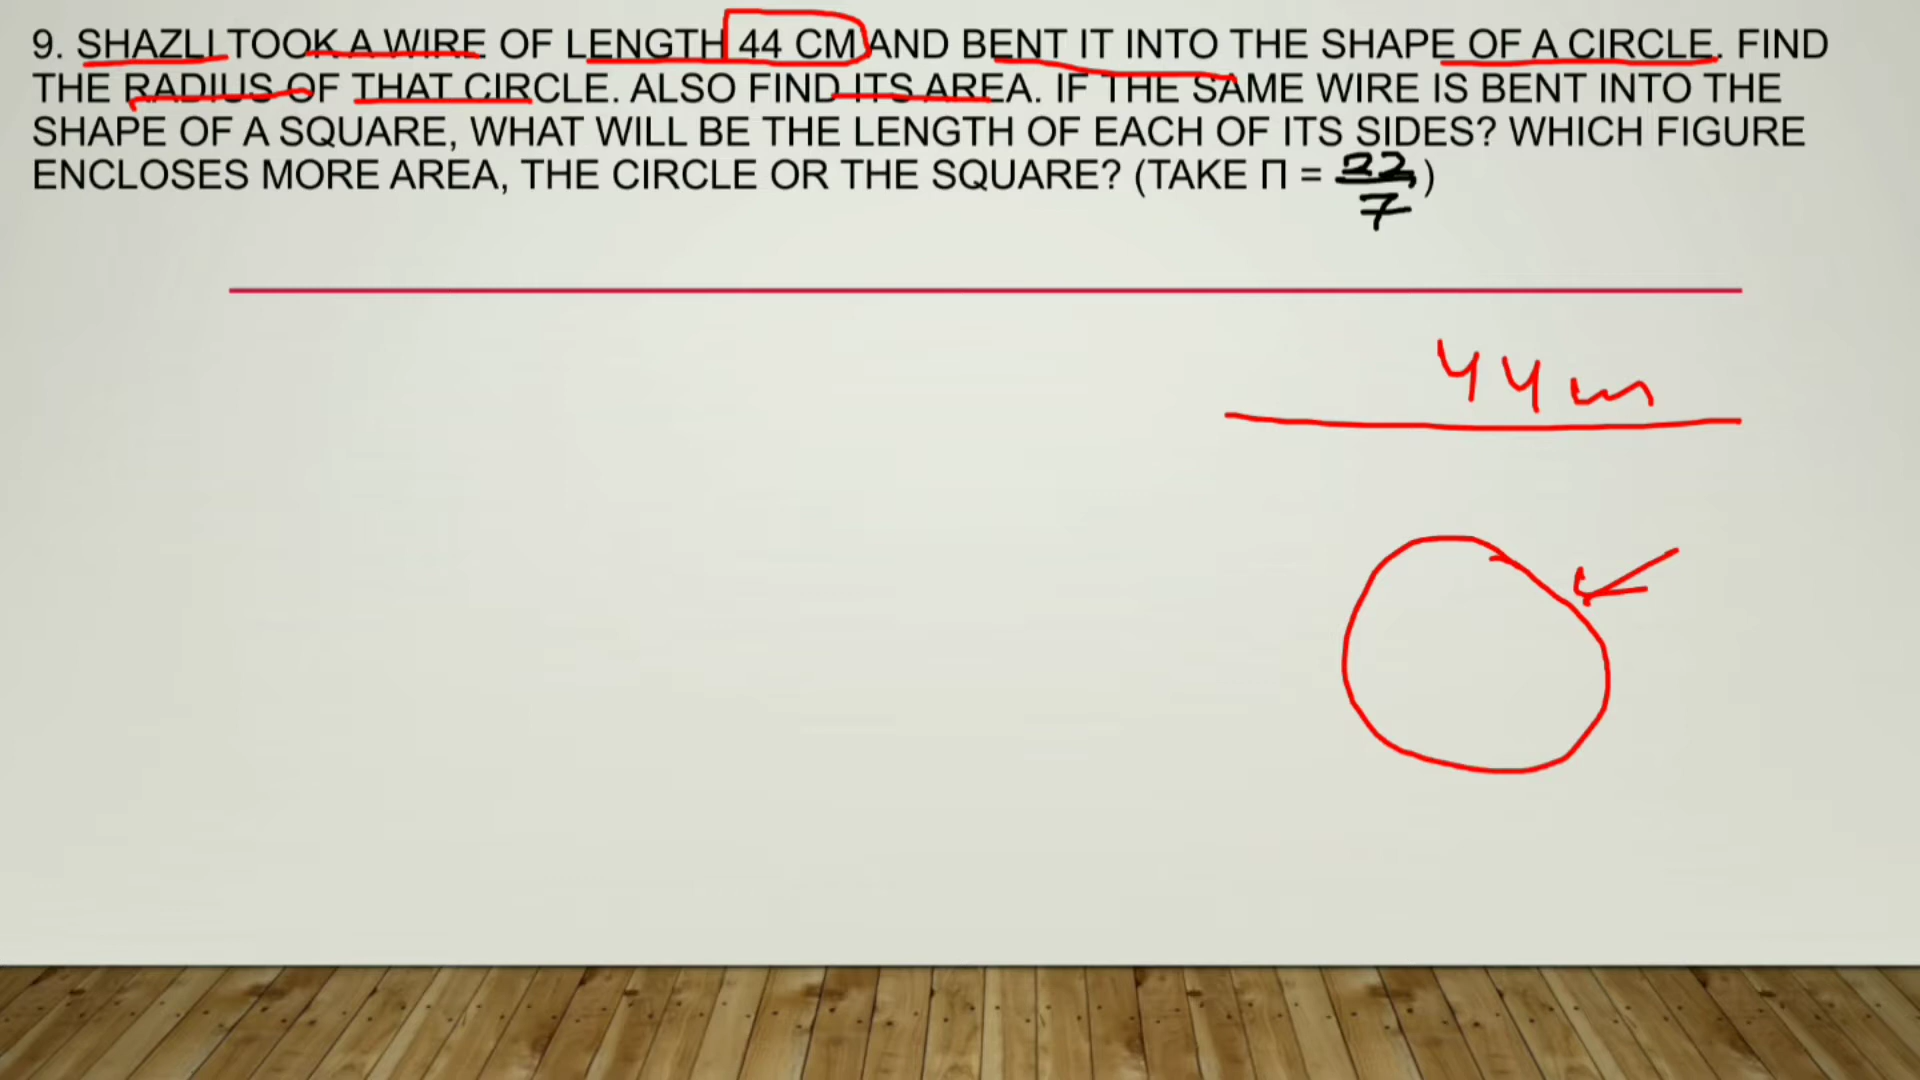 9. SHAZLI TOOK A WIRE OF LENGTH 44 CM AND BENT IT INTO THE SHAPE OF A CIRCLE. FIND
THE RADIUS OF THAT CIRCLE. ALSO FIND ITS AREA. IF THE SAME WIRE IS BENT INTO THE
SHAPE OF A SQUARE, WHAT WILL BE THE LENGTH OF EACH OF ITS SIDES? WHICH FIGURE
ENCLOSES MORE AREA, THE CIRCLE OR THE SQUARE? (TAKE Π = 22/7)
44 m